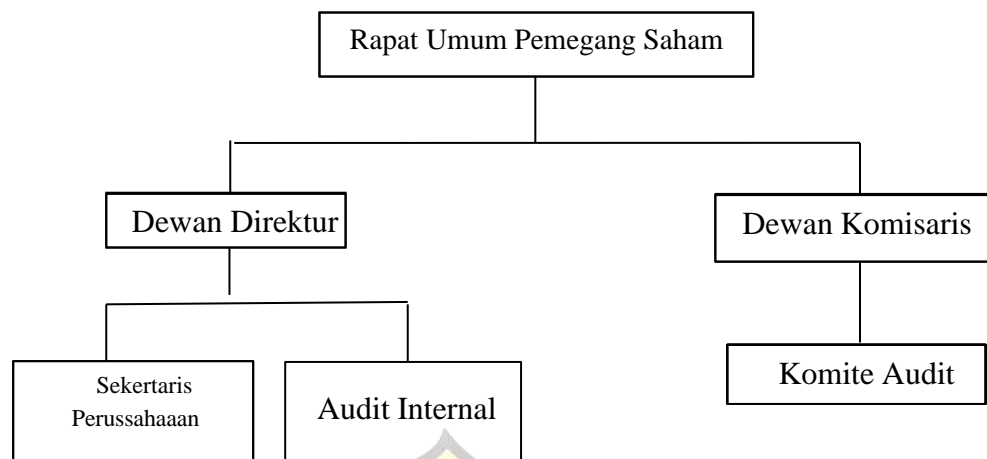 Rapat Umum Pemegang Saham
Dewan Direktur
Dewan Komisaris
Sekertaris
Perussahaaan
Audit Internal
Komite Audit